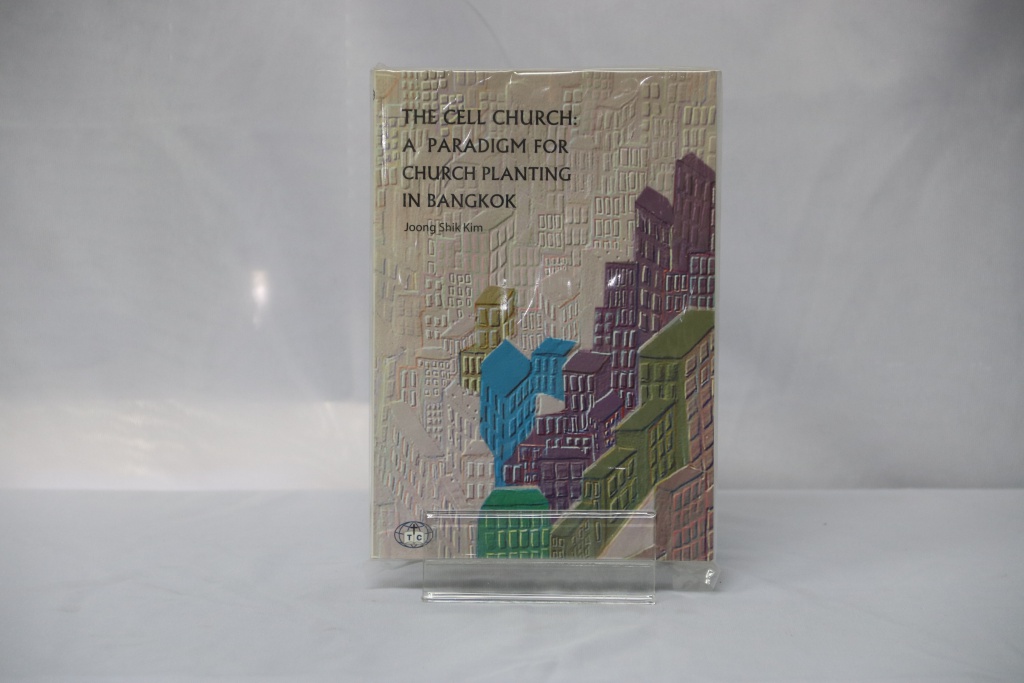 THE CELL CHURCH:
A PARADIGM FOR
CHURCH PLANTING
IN BANGKOK
Joong Shik Kim
T C